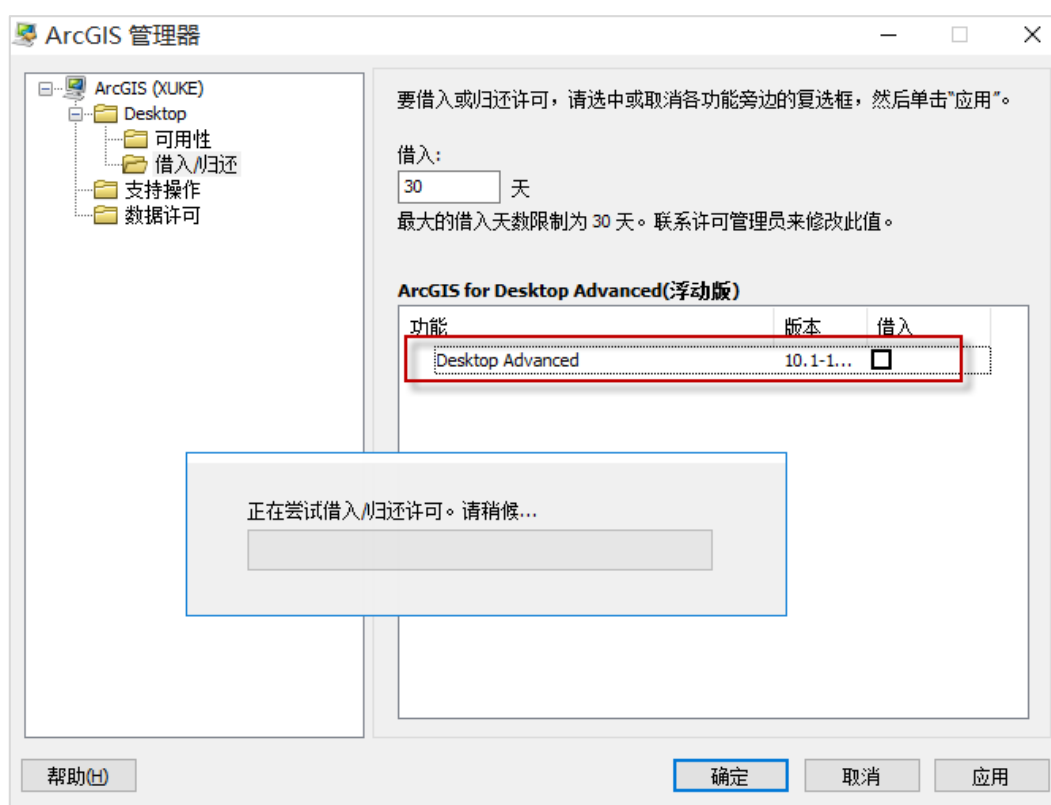 ArcGIS 管理器
ArcGIS (XUKE)
Desktop
可用性
借入/归还
支持操作
数据许可
要借入或归还许可，请选中或取消各功能旁边的复选框，然后单击“应用”。
借入:
30 天
最大的借入天数限制为 30 天。联系许可管理员来修改此值。
ArcGIS for Desktop Advanced(浮动版)
功能 版本 借入
Desktop Advanced 10.1-1...
正在尝试借入/归还许可。请稍候...
帮助(H) 确定 取消 应用